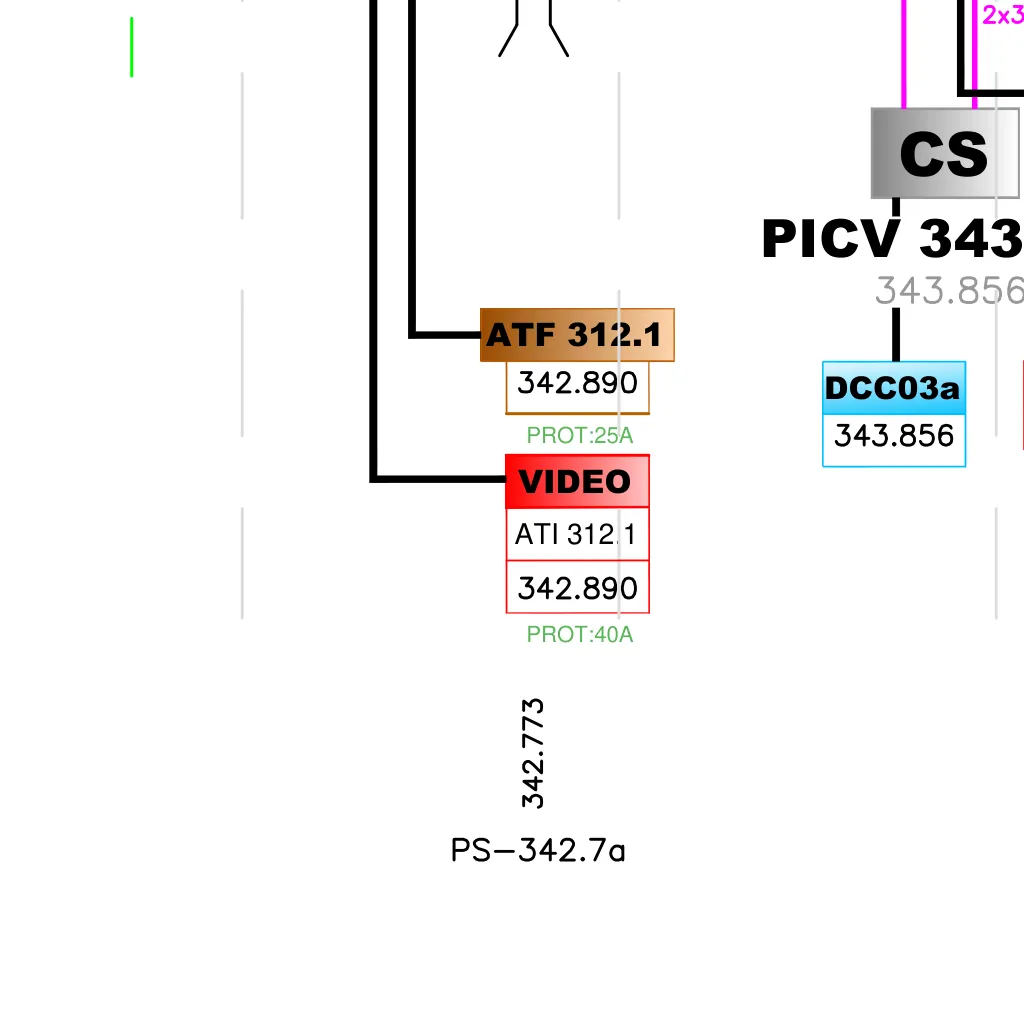 2x3
CS
PICV 343
343.856
ATF 312.1
342.890
PROT:25A
DCC03a
343.856
VIDEO
ATI 312.1
342.890
PROT:40A
342.773
PS-342.7a